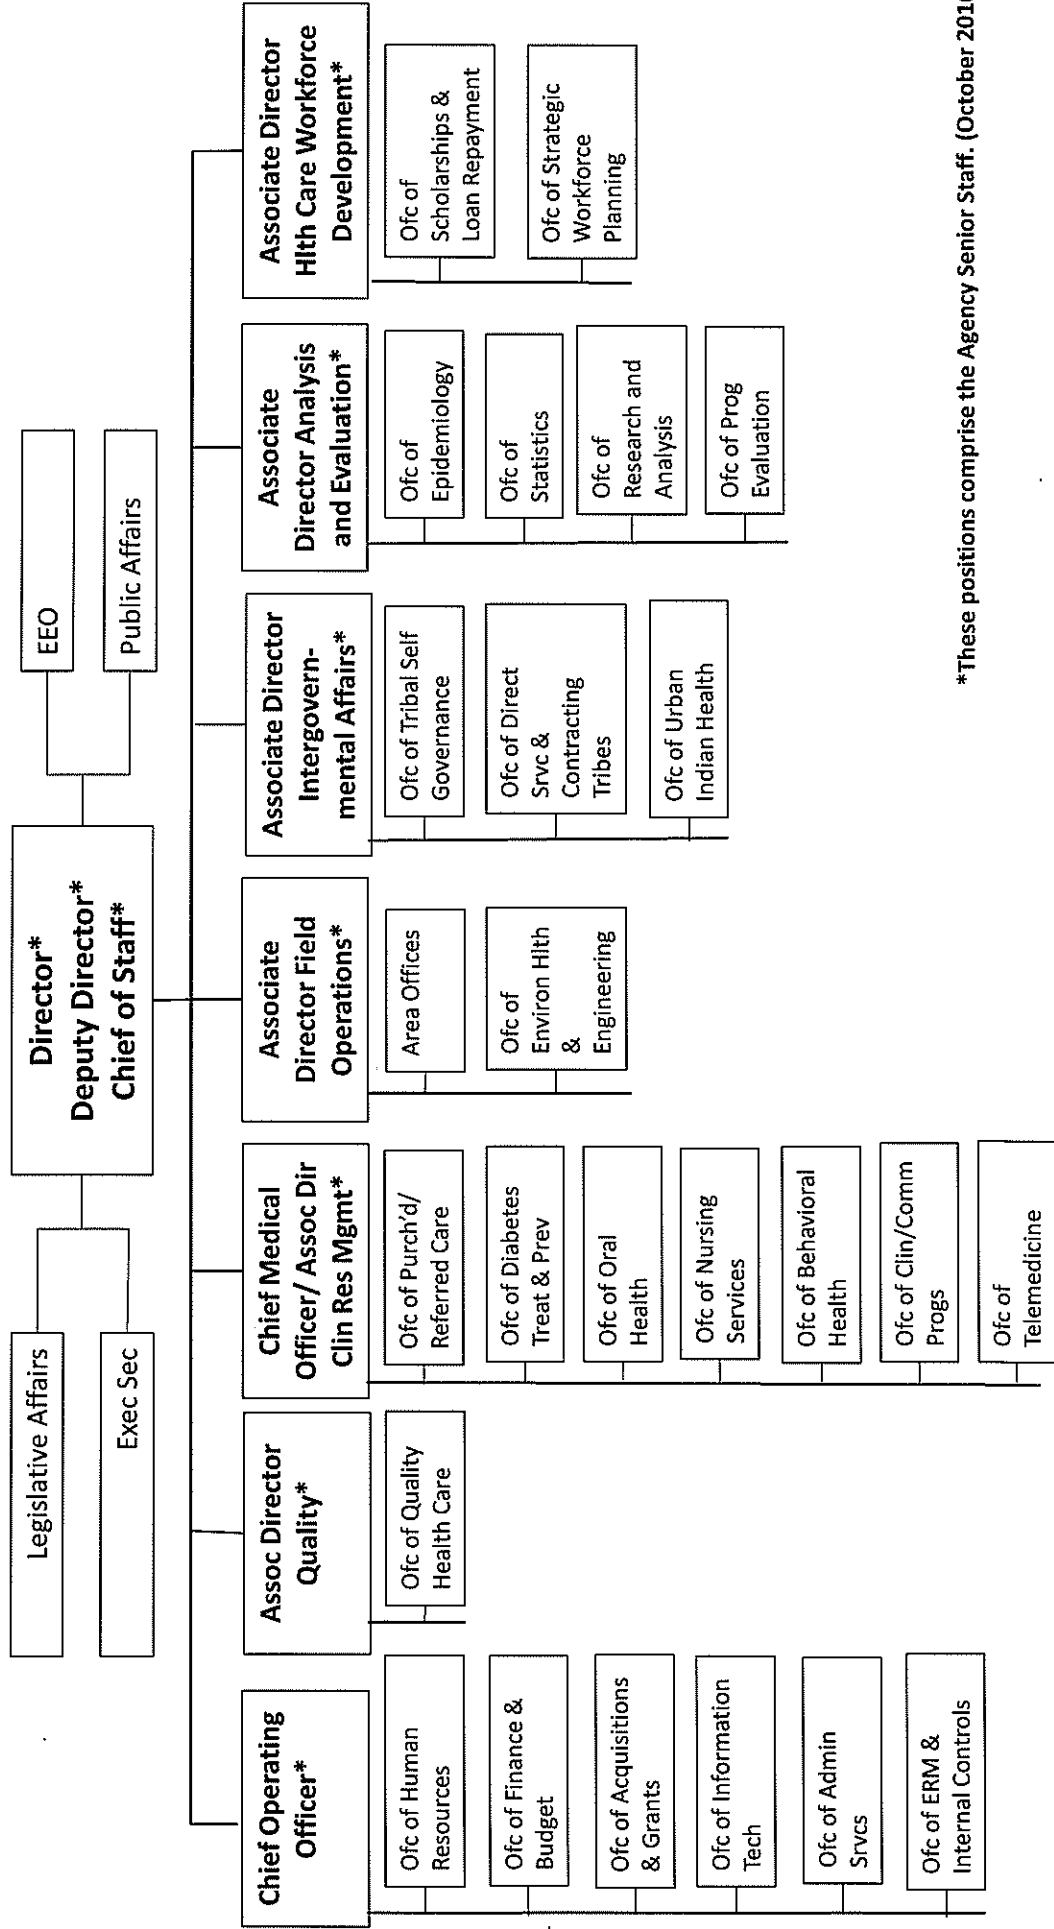 Legislative Affairs
Exec Sec
Director*
Deputy Director*
Chief of Staff*
EEO
Public Affairs
Chief Operating
Officer*
Ofc of Human
Resources
Ofc of Finance &
Budget
Ofc of Acquisitions
& Grants
Ofc of Information
Tech
Ofc of Admin
Srvcs
Ofc of ERM &
Internal Controls
Assoc Director
Quality*
Ofc of Quality
Health Care
Chief Medical
Officer/ Assoc Dir
Clin Res Mgmt*
Ofc of Purch'd/
Referred Care
Ofc of Diabetes
Treat & Prev
Ofc of Oral
Health
Ofc of Nursing
Services
Ofc of Behavioral
Health
Ofc of Clin/Comm
Progs
Ofc of
Telemedicine
Associate
Director Field
Operations*
Area Offices
Ofc of
Environ Hlth
&
Engineering
Associate Director
Intergovern-
mental Affairs*
Ofc of Tribal Self
Governance
Ofc of Direct
Srvc &
Contracting
Tribes
Ofc of Urban
Indian Health
Associate
Director Analysis
and Evaluation*
Ofc of
Epidemiology
Ofc of
Statistics
Ofc of
Research and
Analysis
Ofc of Prog
Evaluation
Associate Director
Hlth Care Workforce
Development*
Ofc of
Scholarships &
Loan Repayment
Ofc of Strategic
Workforce
Planning
*These positions comprise the Agency Senior Staff. (October